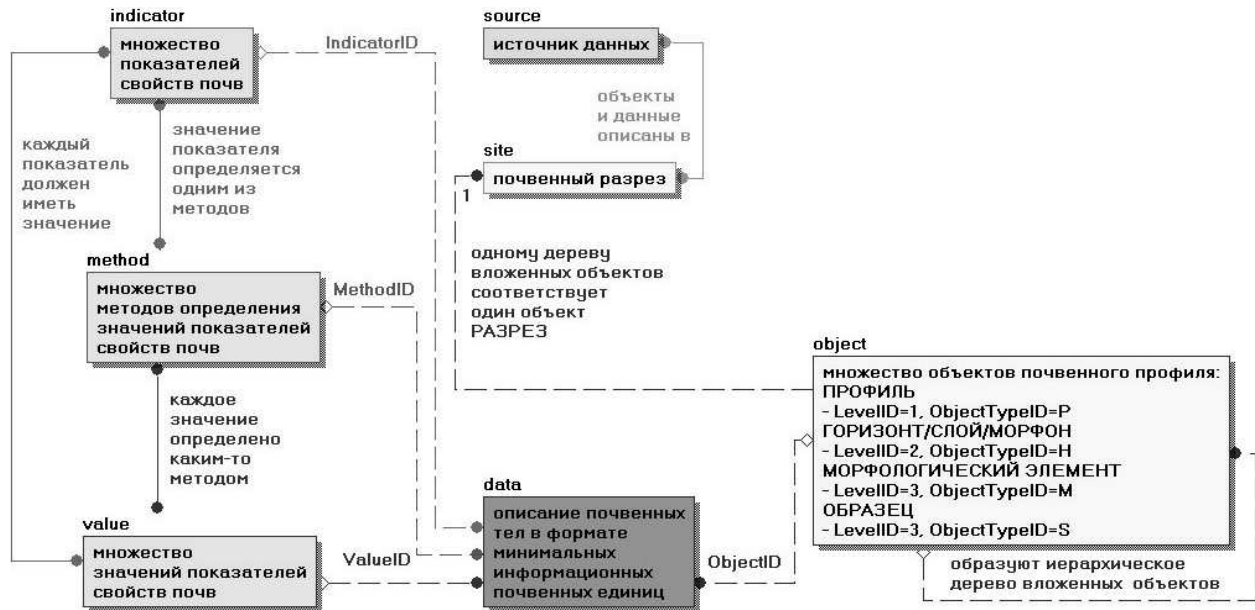 indicator
множество
показателей
свойств почв
IndicatorID
source
источник данных
объекты
и данные
описаны в
каждый
показатель
должен
иметь
значение
значение
показателя
определяется
одним из
методов
site
почвенный разрез
1
одному дереву
вложенных объектов
соответствует
один объект
РАЗРЕЗ
method
множество
методов определения
значений показателей
свойств почв
MethodID
object
множество объектов почвенного профиля:
ПРОФИЛЬ
- LevelID=1, ObjectTypeID=P
ГОРИЗОНТ/СЛОЙ/МОРФОН
- LevelID=2, ObjectTypeID=H
МОРФОЛОГИЧЕСКИЙ ЭЛЕМЕНТ
- LevelID=3, ObjectTypeID=M
ОБРАЗЕЦ
- LevelID=3, ObjectTypeID=S
каждое
значение
определено
каким-то
методом
value
множество
значений показателей
свойств почв
ValueID
data
описание почвенных
тел в формате
минимальных
информационных
почвенных единиц
ObjectID
образуют иерархическое
дерево вложенных объектов